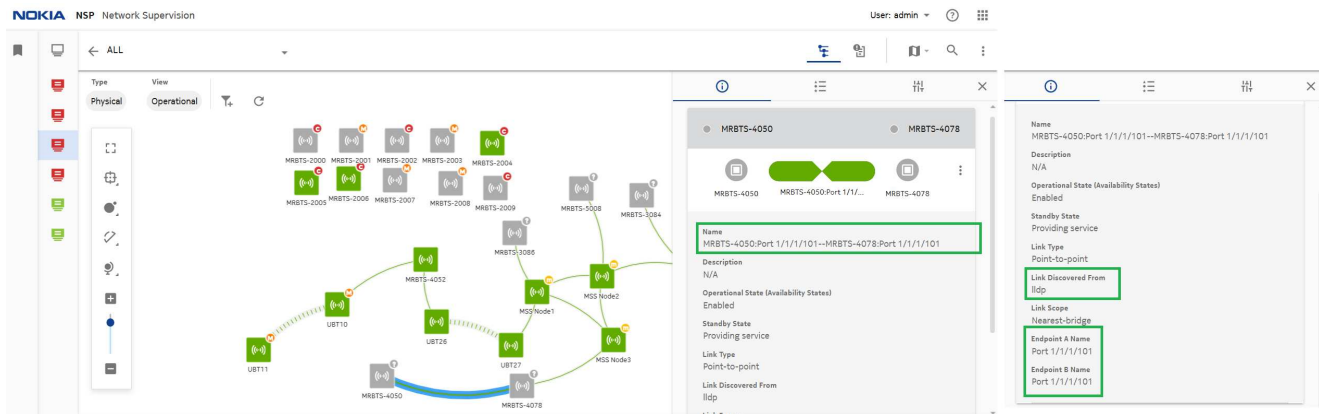 NOKIA NSP Network Supervision
User: admin
ALL
Type
Physical
View
Operational
C
M
C
M
C
MRBTS-2000
MRBTS-2001
MRBTS-2002
MRBTS-2003
MRBTS-2004
C
C
M
M
C
MRBTS-2005
MRBTS-2006
MRBTS-2007
MRBTS-2008
MRBTS-2009
?
MRBTS-5008
?
MRBTS-3084
?
MRBTS-3086
MRBTS-4052
m
MSS Node2
m
MSS Node1
M
UBT10
UBT26
m
MSS Node3
M
UBT11
UBT27
?
MRBTS-4050
?
MRBTS-4078
MRBTS-4050
MRBTS-4078
MRBTS-4050
MRBTS-4050:Port 1/1/...
MRBTS-4078
Name
MRBTS-4050:Port 1/1/1/101--MRBTS-4078:Port 1/1/1/101
Description
N/A
Operational State (Availability States)
Enabled
Standby State
Providing service
Link Type
Point-to-point
Link Discovered From
lldp
Name
MRBTS-4050:Port 1/1/1/101--MRBTS-4078:Port 1/1/1/101
Description
N/A
Operational State (Availability States)
Enabled
Standby State
Providing service
Link Type
Point-to-point
Link Discovered From
lldp
Link Scope
Nearest-bridge
Endpoint A Name
Port 1/1/1/101
Endpoint B Name
Port 1/1/1/101